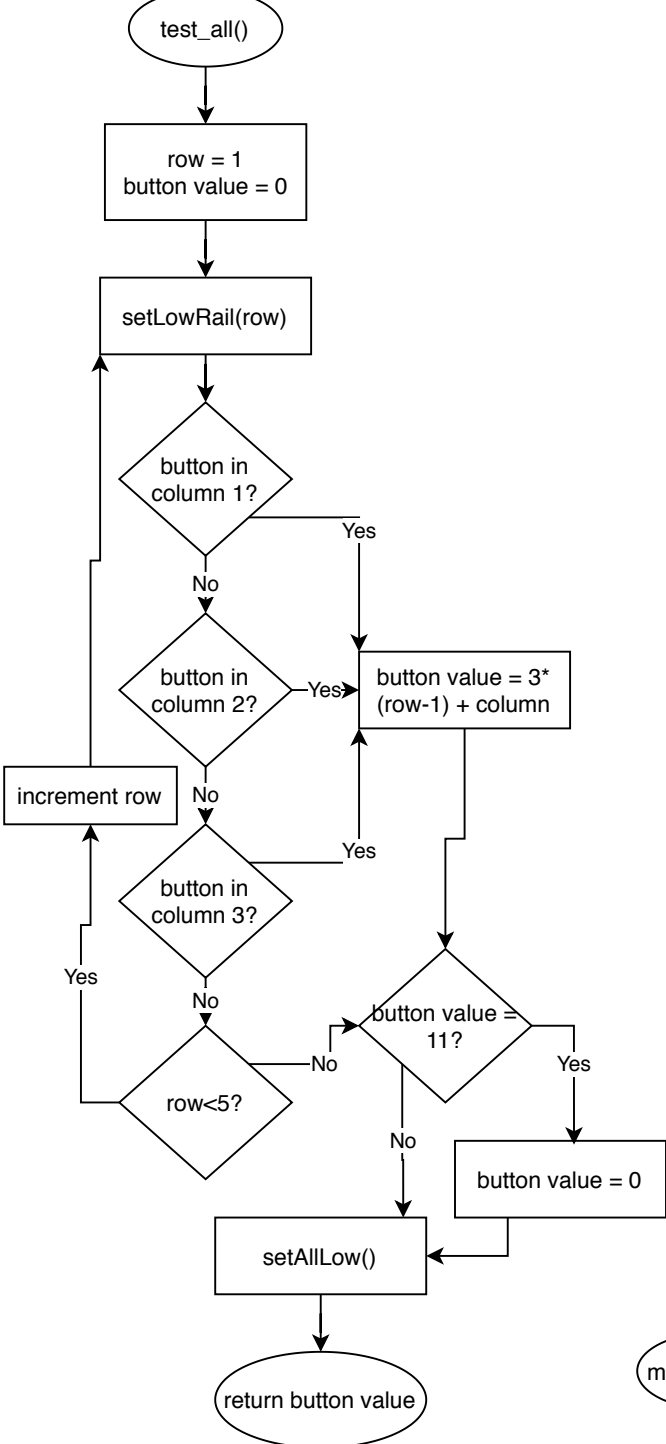 test_all()
row = 1
button value = 0
setLowRail(row)
button in
column 1?
Yes
No
button in
column 2?
Yes
button value = 3*
(row-1) + column
No
increment row
button in
column 3?
Yes
Yes
No
button value =
11?
row<5?
No
Yes
No
button value = 0
setAllLow()
return button value